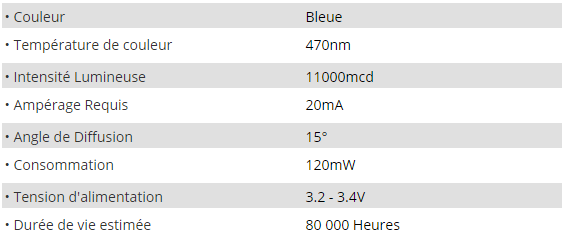 • Couleur Bleue
• Température de couleur 470nm
• Intensité Lumineuse 11000mcd
• Ampérage Requis 20mA
• Angle de Diffusion 15°
• Consommation 120mW
• Tension d'alimentation 3.2 - 3.4V
• Durée de vie estimée 80 000 Heures